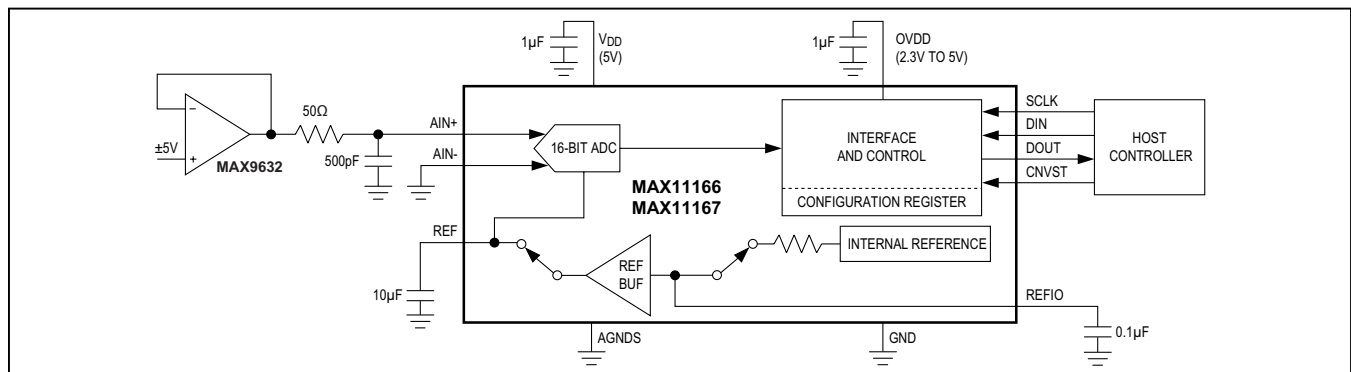 1µF
VDD
(5V)
1µF
OVDD
(2.3V TO 5V)
50Ω
AIN+
−
+
±5V
MAX9632
500pF
AIN-
16-BIT ADC
INTERFACE
AND CONTROL
CONFIGURATION REGISTER
SCLK
DIN
DOUT
CNVST
HOST
CONTROLLER
MAX11166
MAX11167
REF
10µF
REF
BUF
INTERNAL REFERENCE
REFIO
0.1µF
AGNDS
GND